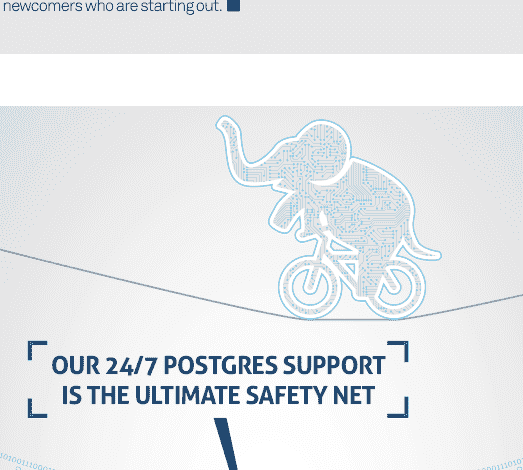 newcomers who are starting out.
OUR 24/7 POSTGRES SUPPORT
IS THE ULTIMATE SAFETY NET